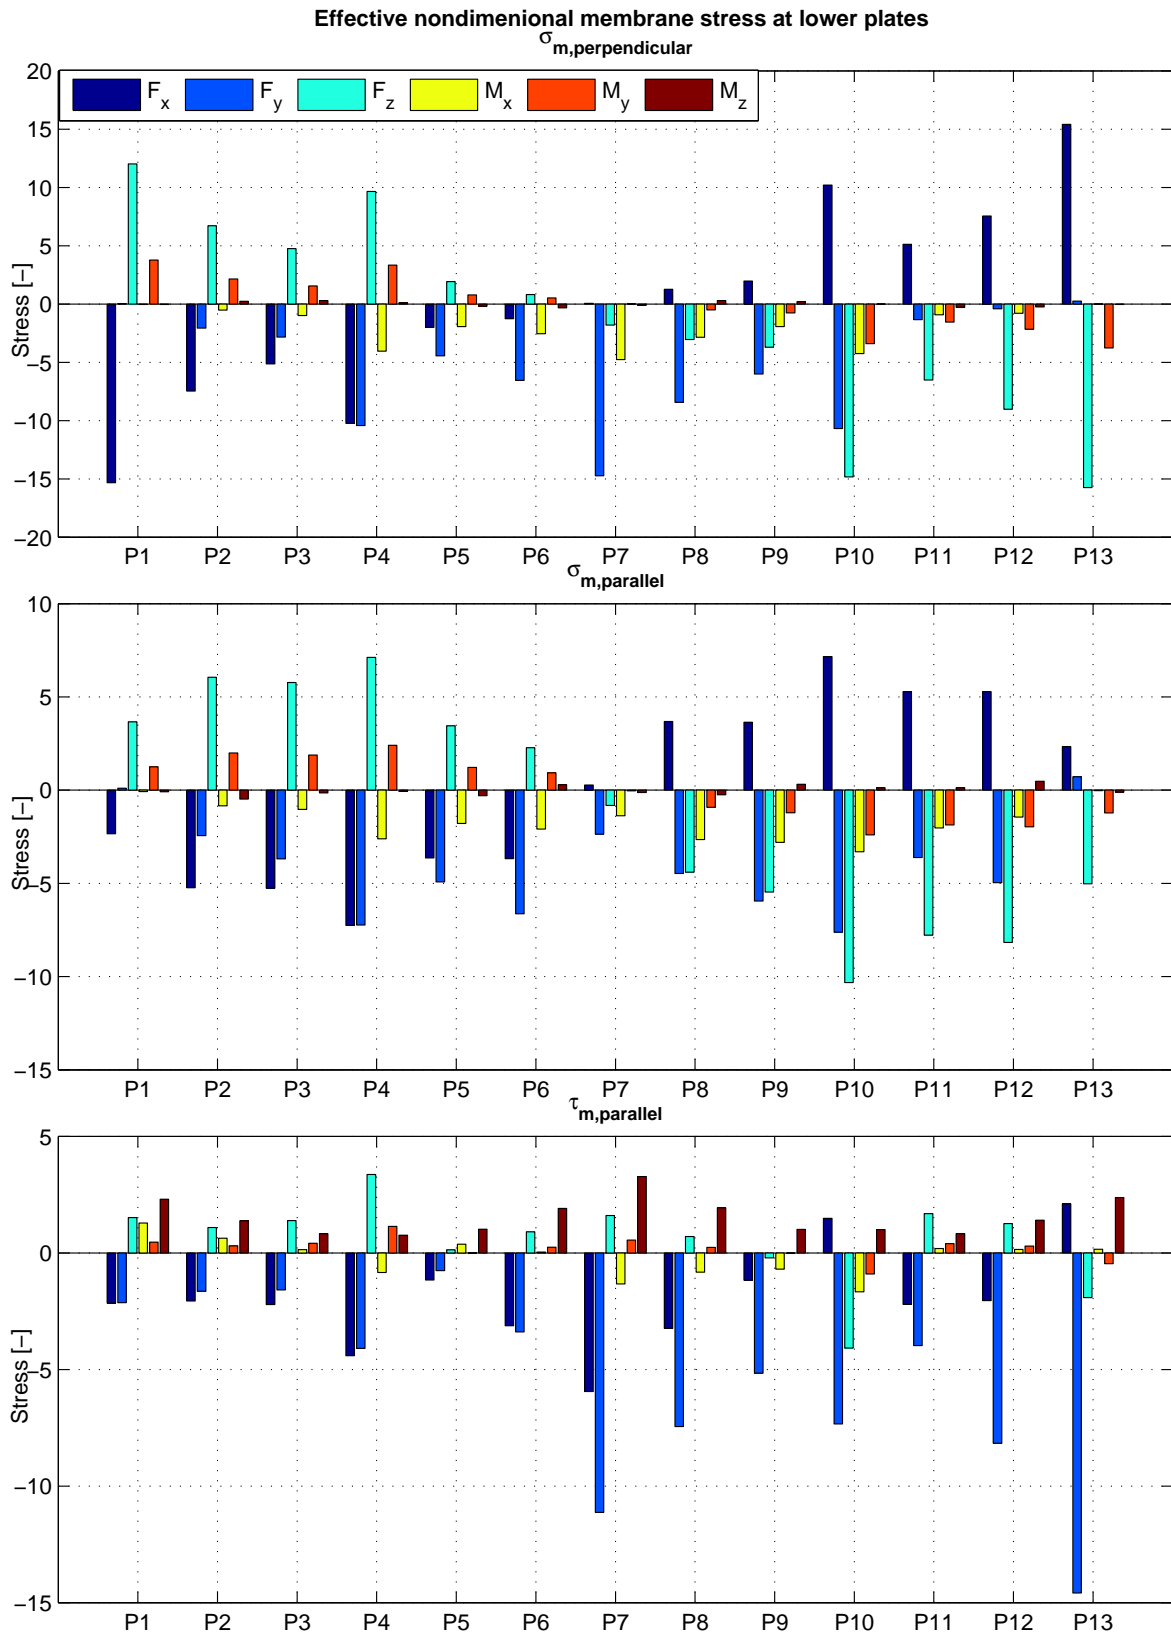 Effective nondimenional membrane stress at lower plates
σm,perpendicular
20
Fx Fy Fz Mx My Mz
15
10
5
0
−5
−10
−15
−20
Stress [−]
P1 P2 P3 P4 P5 P6 P7 P8 P9 P10 P11 P12 P13
σm,parallel
10
5
0
−5
−10
−15
Stress [−]
P1 P2 P3 P4 P5 P6 P7 P8 P9 P10 P11 P12 P13
τm,parallel
5
0
−5
−10
−15
Stress [−]
P1 P2 P3 P4 P5 P6 P7 P8 P9 P10 P11 P12 P13